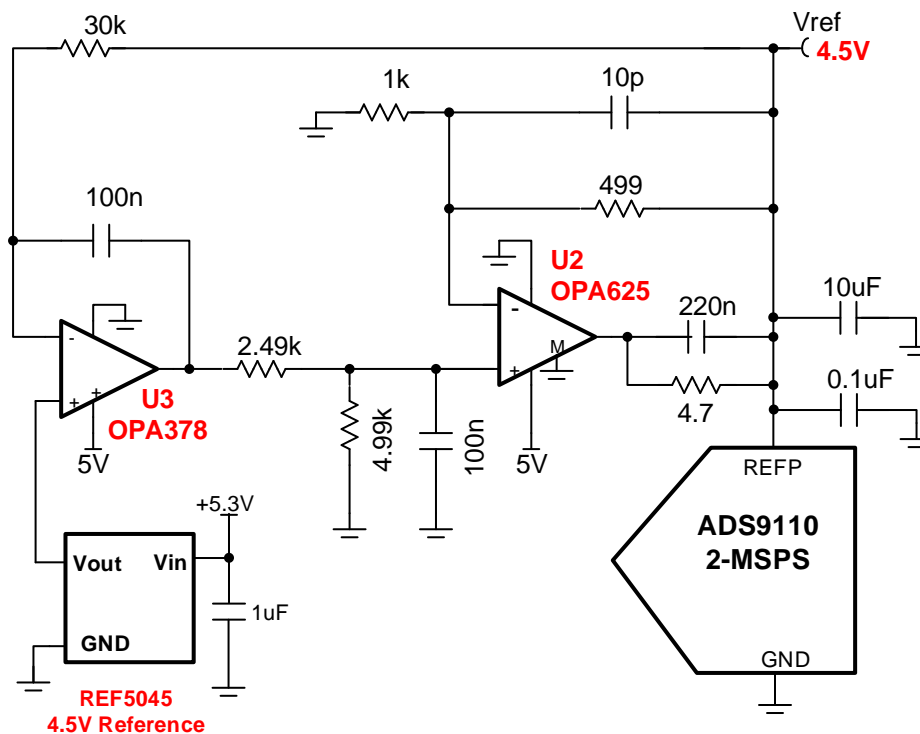 30k
Vref
4.5V
1k
10p
100n
499
U2
OPA625
-
220n
10uF
-
+
+
2.49k
M
+
U3
OPA378
4.7
0.1uF
4.99k
100n
5V
5V
REFP
+5.3V
ADS9110
2-MSPS
Vout
Vin
1uF
GND
GND
REF5045
4.5V Reference